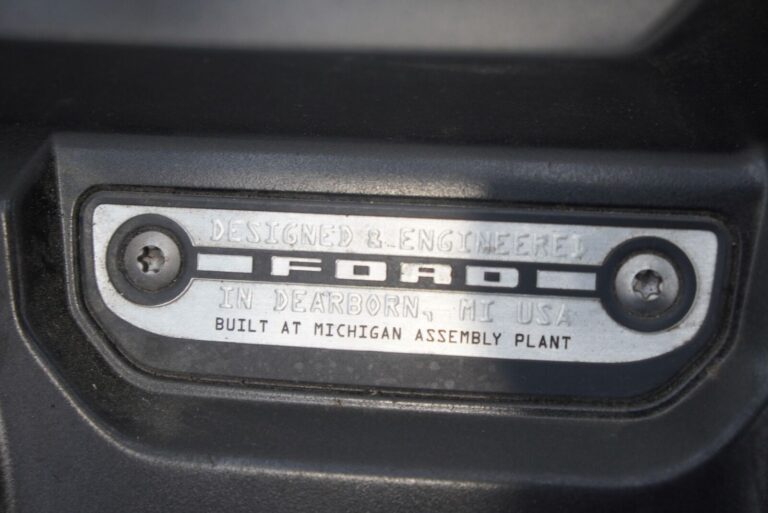 DESIGNED & ENGINEERED
FORD
IN DEARBORN, MI USA
BUILT AT MICHIGAN ASSEMBLY PLANT